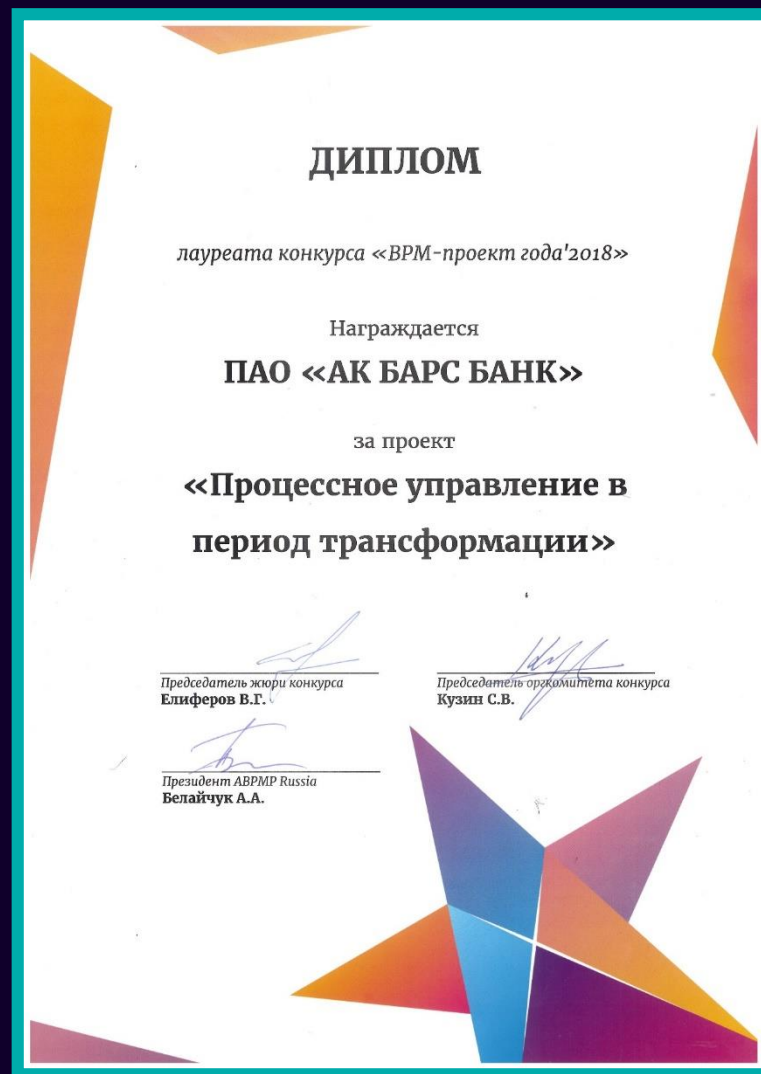 ДИПЛОМ
лауреата конкурса «BPM-проект года'2018»
Награждается
ПАО «АК БАРС БАНК»
за проект
«Процессное управление в
период трансформации»
Председатель жюри конкурса
Елиферов В.Г.
Председатель оргкомитета конкурса
Кузин С.В.
Президент ABPMP Russia
Белайчук А.А.